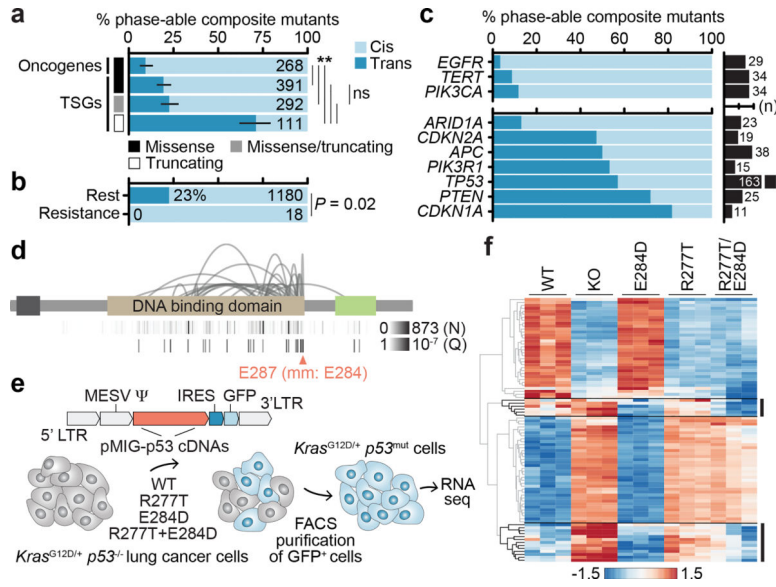 a
% phase-able composite mutants
0 25 50 75 100
Oncogenes
TSGs
268
391
292
111
**
ns
Cis
Trans
Missense
Missense/truncating
Truncating
b
Rest
Resistance
23%
1180
0
18
P = 0.02
c
% phase-able composite mutants
0 20 40 60 80 100
EGFR 29
TERT 34
PIK3CA 34
(n)
ARID1A 23
CDKN2A 19
APC 38
PIK3R1 15
TP53 163
PTEN 25
CDKN1A 11
d
DNA binding domain
0 873 (N)
1 10-7 (Q)
E287 (mm: E284)
e
MESV Ψ IRES GFP 3'LTR
5' LTR
pMIG-p53 cDNAs
WT
R277T
E284D
R277T+E284D
KrasG12D/+ p53-/- lung cancer cells
FACS
purification
of GFP+ cells
KrasG12D/+ p53mut cells
RNA
seq
f
WT
KO
E284D
R277T
R277T/
E284D
-1.5 1.5